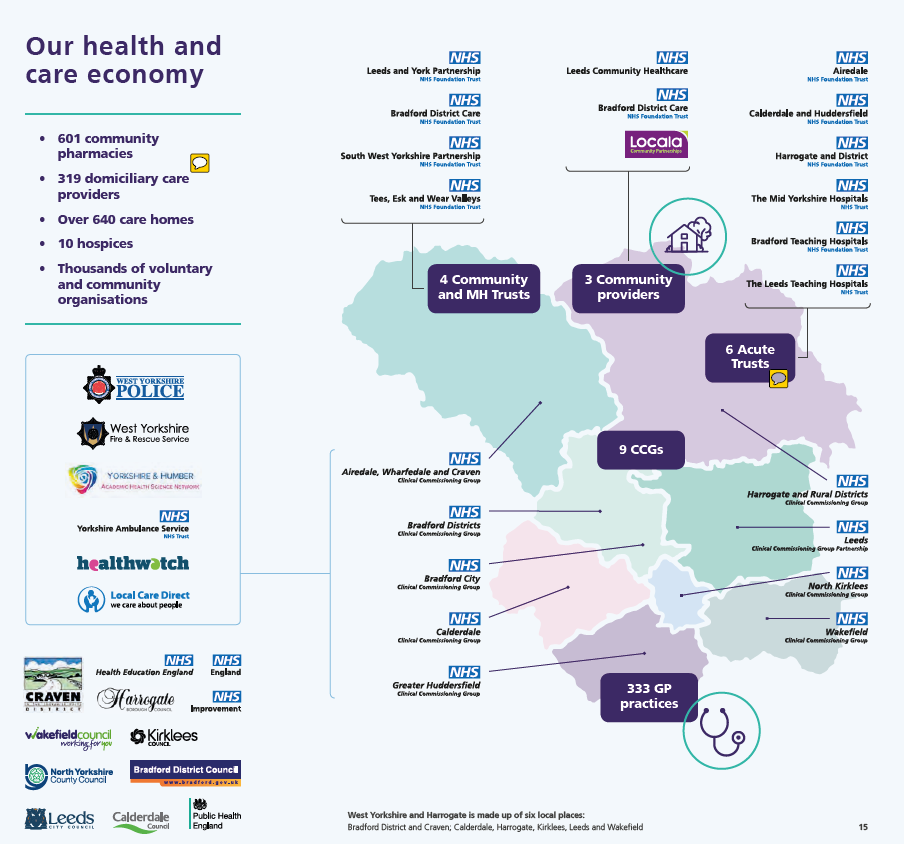 Our health and
care economy
• 601 community
pharmacies
• 319 domiciliary care
providers
• Over 640 care homes
• 10 hospices
• Thousands of voluntary
and community
organisations
WEST YORKSHIRE
POLICE
West Yorkshire
Fire & Rescue Service
YORKSHIRE & HUMBER
ACADEMIC HEALTH SCIENCE NETWORK
NHS
Yorkshire Ambulance Service
NHS Trust
healthwatch
Local Care Direct
we care about people
CRAVEN
DISTRICT
NHS
Health Education England
NHS
England
Harrogate
BOROUGH COUNCIL
NHS
Improvement
wakefieldcouncil
working for you
Kirklees
COUNCIL
North Yorkshire
County Council
Bradford District Council
www.bradford.gov.uk
Leeds
CITY COUNCIL
Calderdale
Council
Public Health
England
NHS
Leeds and York Partnership
NHS Foundation Trust
NHS
Bradford District Care
NHS Foundation Trust
NHS
South West Yorkshire Partnership
NHS Foundation Trust
NHS
Tees, Esk and Wear Valleys
NHS Foundation Trust
4 Community
and MH Trusts
NHS
Leeds Community Healthcare
NHS
Bradford District Care
NHS Foundation Trust
Locala
Community Partnerships
3 Community
providers
NHS
Airedale
NHS Foundation Trust
NHS
Calderdale and Huddersfield
NHS Foundation Trust
NHS
Harrogate and District
NHS Foundation Trust
NHS
The Mid Yorkshire Hospitals
NHS Trust
NHS
Bradford Teaching Hospitals
NHS Foundation Trust
NHS
The Leeds Teaching Hospitals
NHS Trust
6 Acute
Trusts
9 CCGs
NHS
Airedale, Wharfedale and Craven
Clinical Commissioning Group
NHS
Bradford Districts
Clinical Commissioning Group
NHS
Bradford City
Clinical Commissioning Group
NHS
Calderdale
Clinical Commissioning Group
NHS
Greater Huddersfield
Clinical Commissioning Group
NHS
Harrogate and Rural Districts
Clinical Commissioning Group
NHS
Leeds
Clinical Commissioning Group Partnership
NHS
North Kirklees
Clinical Commissioning Group
NHS
Wakefield
Clinical Commissioning Group
333 GP
practices
West Yorkshire and Harrogate is made up of six local places:
Bradford District and Craven; Calderdale, Harrogate, Kirklees, Leeds and Wakefield
15